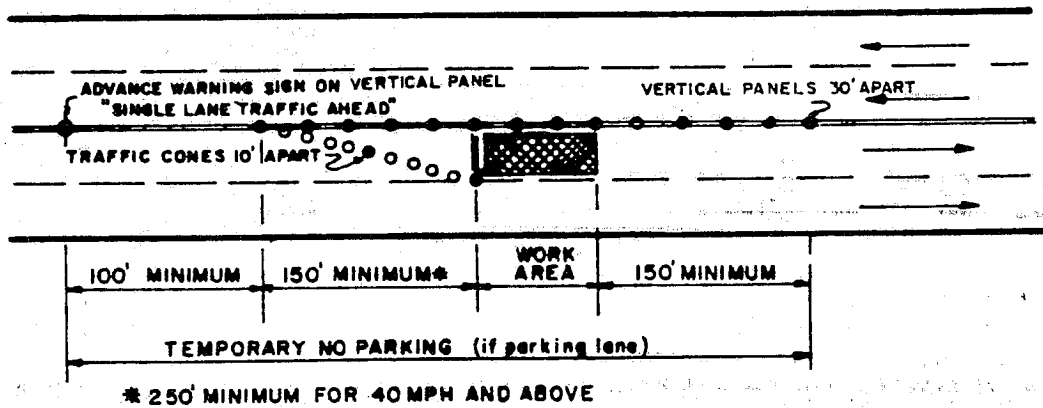 ADVANCE WARNING SIGN ON VERTICAL PANEL
"SINGLE LANE TRAFFIC AHEAD"
VERTICAL PANELS 30' APART
TRAFFIC CONES 10' APART
100' MINIMUM
150' MINIMUM*
WORK
AREA
150' MINIMUM
TEMPORARY NO PARKING (if parking lane)
* 250' MINIMUM FOR 40 MPH AND ABOVE